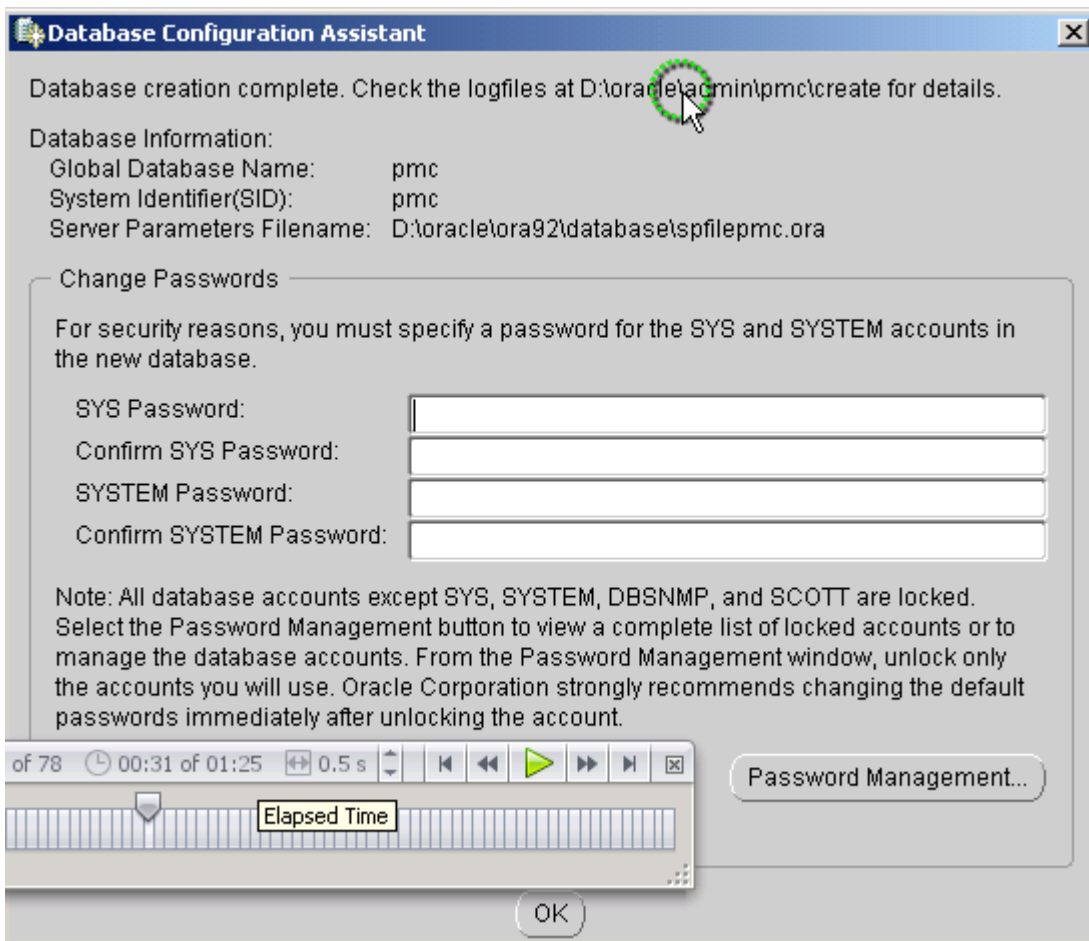 Database Configuration Assistant
Database creation complete. Check the logfiles at D:\oracle\admin\pmc\create for details.
Database Information:
Global Database Name: pmc
System Identifier(SID): pmc
Server Parameters Filename: D:\oracle\ora92\database\spfilepmc.ora
Change Passwords
For security reasons, you must specify a password for the SYS and SYSTEM accounts in
the new database.
SYS Password:
Confirm SYS Password:
SYSTEM Password:
Confirm SYSTEM Password:
Note: All database accounts except SYS, SYSTEM, DBSNMP, and SCOTT are locked.
Select the Password Management button to view a complete list of locked accounts or to
manage the database accounts. From the Password Management window, unlock only
the accounts you will use. Oracle Corporation strongly recommends changing the default
passwords immediately after unlocking the account.
of 78 00:31 of 01:25 0.5 s
Password Management...
Elapsed Time
OK